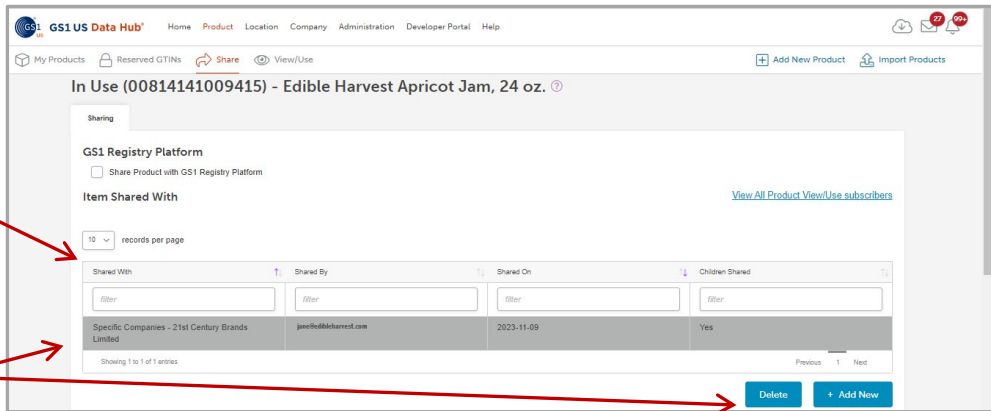 GS1 US GS1 US Data Hub® Home Product Location Company Administration Developer Portal Help 27 99+
My Products Reserved GTINs Share View/Use Add New Product Import Products
In Use (00814141009415) - Edible Harvest Apricot Jam, 24 oz. ?
Sharing
GS1 Registry Platform
Share Product with GS1 Registry Platform
Item Shared With View All Product View/Use subscribers
10 records per page
Shared With Shared By Shared On Children Shared
filter filter filter filter
Specific Companies - 21st Century Brands Limited jane@edibleharvest.com 2023-11-09 Yes
Showing 1 to 1 of 1 entries Previous 1 Next
Delete + Add New